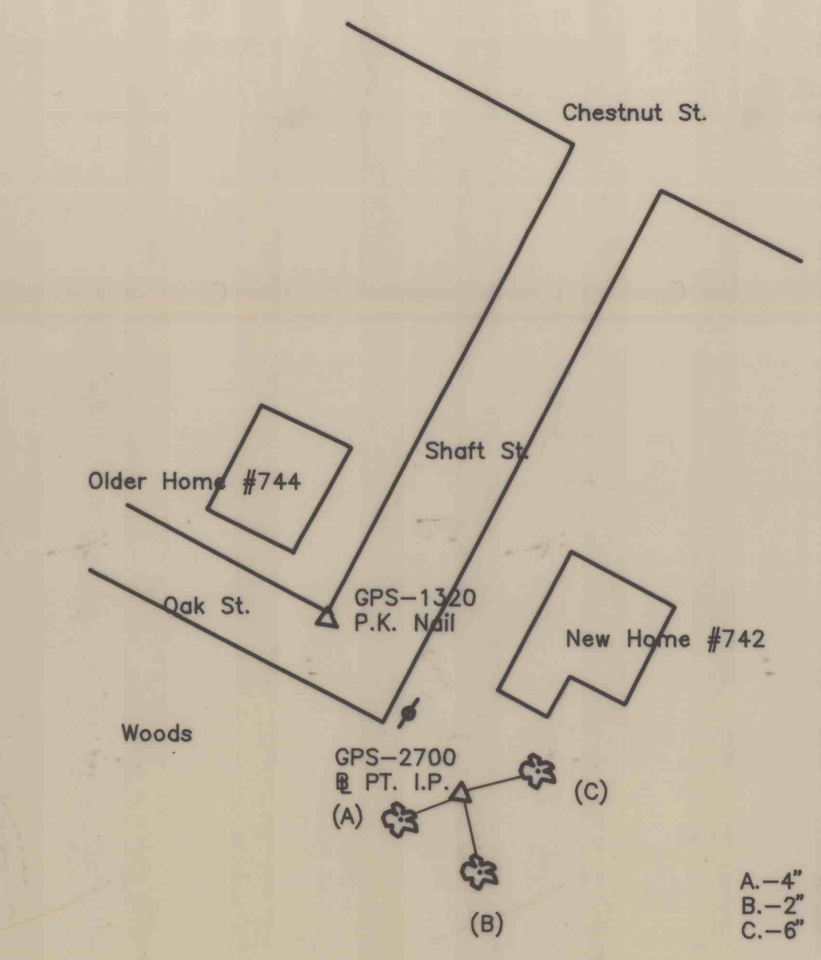 Chestnut St.
Shaft St.
Older Home #744
GPS-1320
P.K. Nail
Oak St.
New Home #742
Woods
GPS-2700
BL PT. I.P.
(A)
(C)
(B)
A.-4"
B.-2"
C.-6"